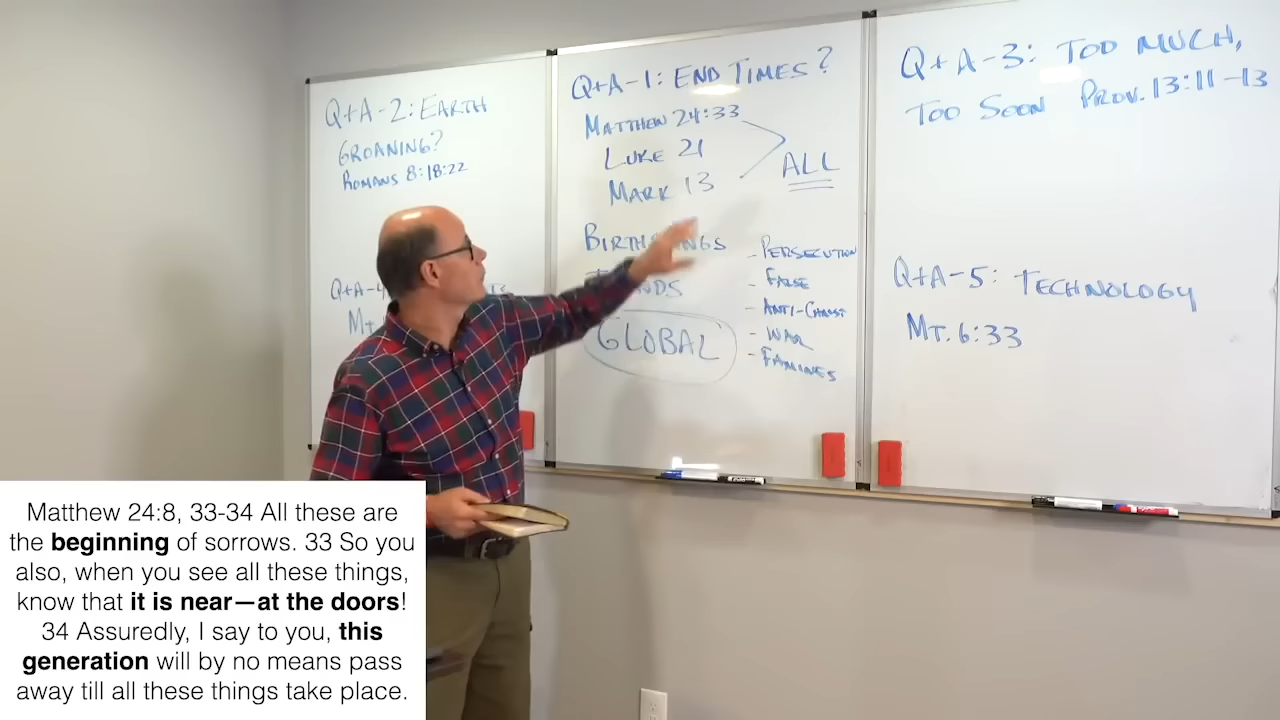 Q+A-2: EARTH
GROANING?
ROMANS 8:18:22
Q+A-4
Mt.
Q+A-1: END TIMES?
MATTHEW 24:33
LUKE 21
MARK 13
ALL
GLOBAL
- PERSECUTION
- FALSE
- ANTI-CHRIST
- WAR
- FAMINES
Q+A-3: TOO MUCH,
TOO SOON PROV. 13:11-13
Q+A-5: TECHNOLOGY
MT. 6:33
Matthew 24:8, 33-34 All these are
the beginning of sorrows. 33 So you
also, when you see all these things,
know that it is near—at the doors!
34 Assuredly, I say to you, this
generation will by no means pass
away till all these things take place.